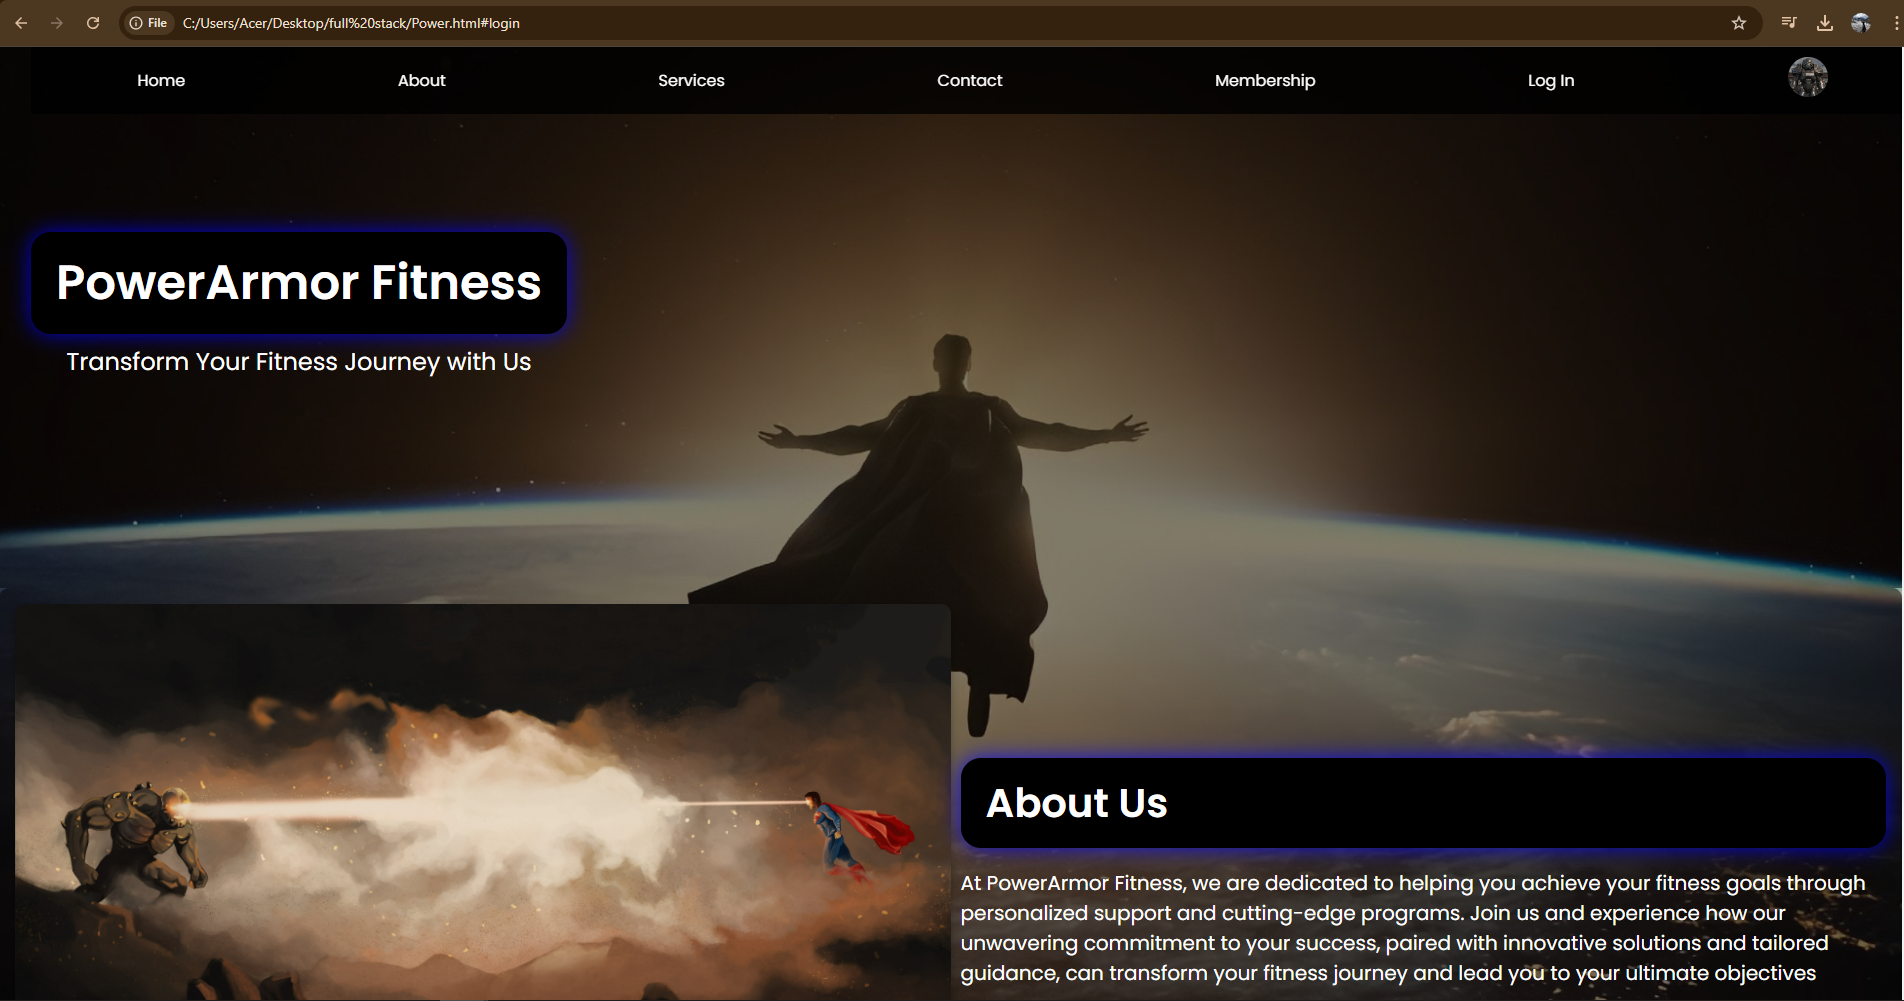 File C:/Users/Acer/Desktop/full%20stack/Power.html#login
Home About Services Contact Membership Log In
PowerArmor Fitness
Transform Your Fitness Journey with Us
About Us
At PowerArmor Fitness, we are dedicated to helping you achieve your fitness goals through
personalized support and cutting-edge programs. Join us and experience how our
unwavering commitment to your success, paired with innovative solutions and tailored
guidance, can transform your fitness journey and lead you to your ultimate objectives